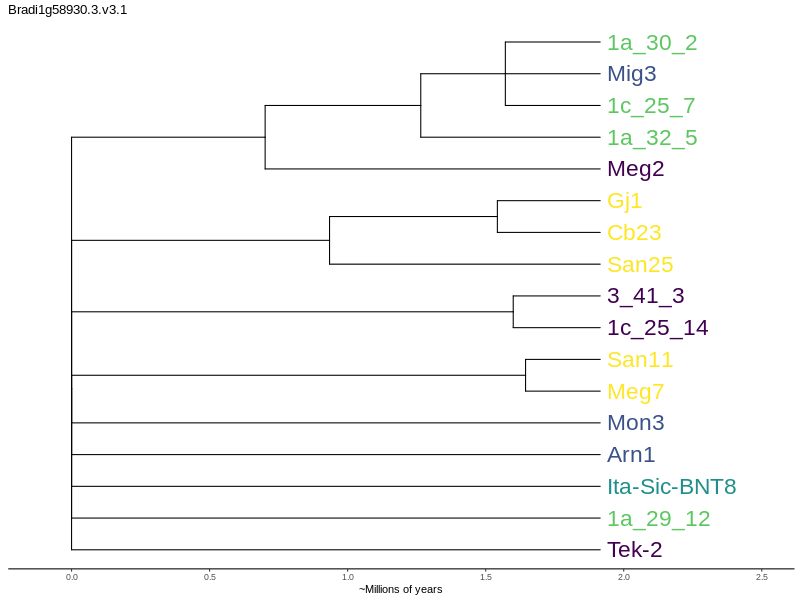 Bradi1g58930.3.v3.1
1a_30_2
Mig3
1c_25_7
1a_32_5
Meg2
Gj1
Cb23
San25
3_41_3
1c_25_14
San11
Meg7
Mon3
Arn1
Ita-Sic-BNT8
1a_29_12
Tek-2
0.0 0.5 1.0 1.5 2.0 2.5
~Millions of years